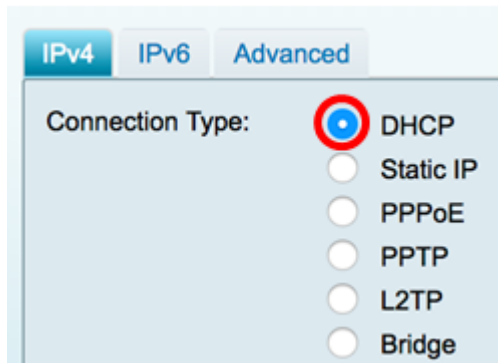 IPv4 IPv6 Advanced
Connection Type: DHCP
Static IP
PPPoE
PPTP
L2TP
Bridge